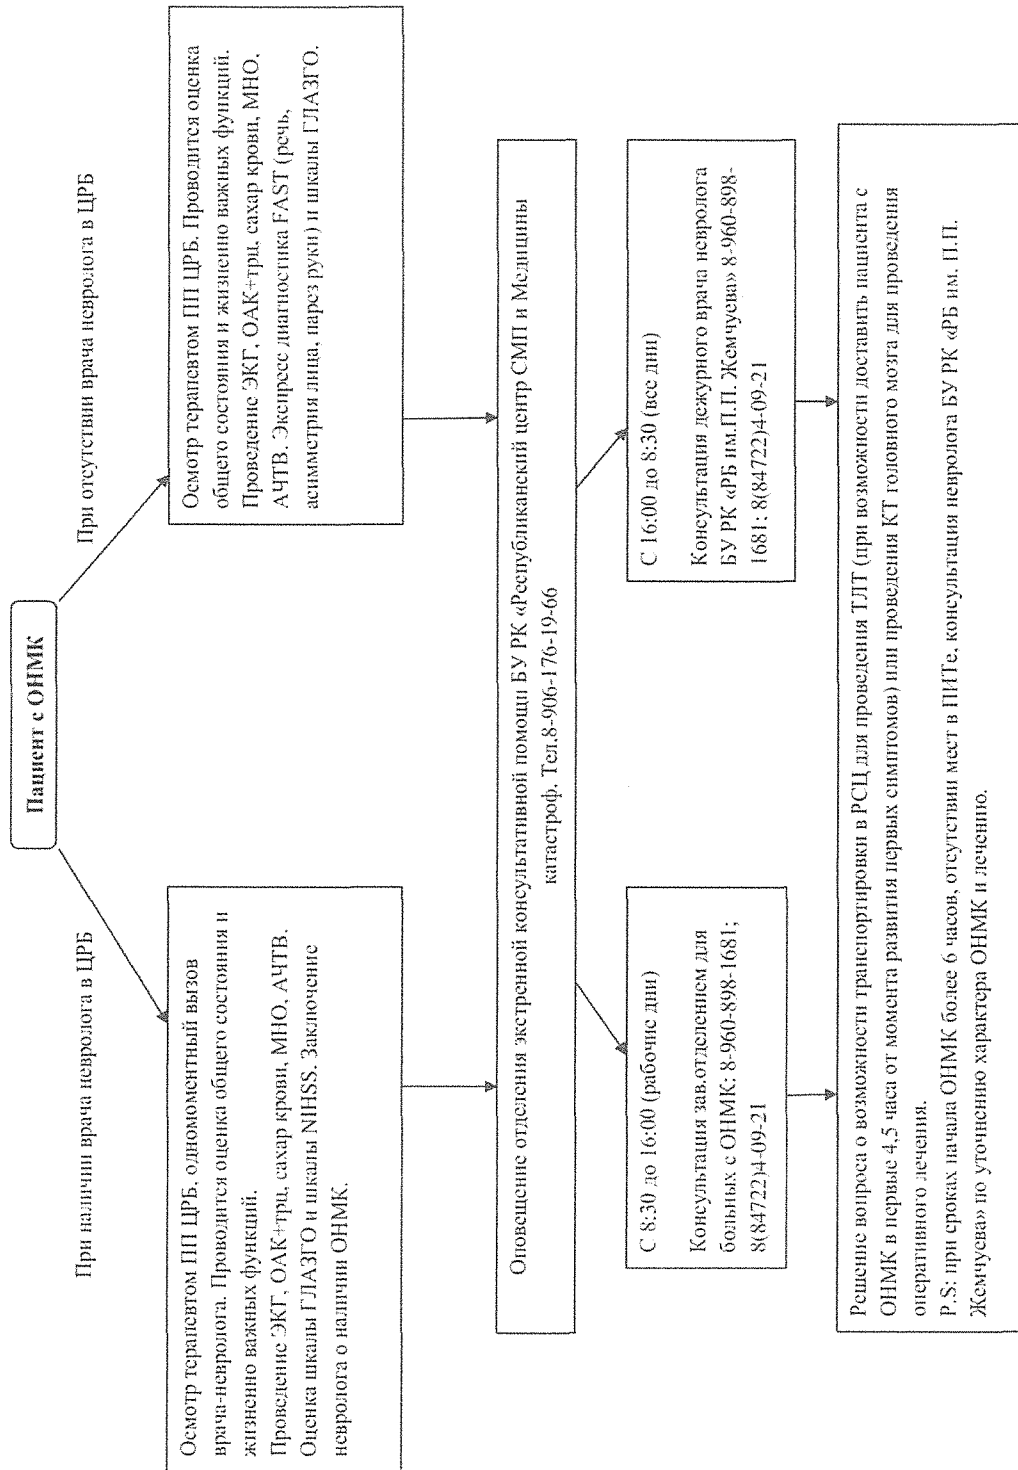 Пациент с ОНМК
При наличии врача невролога в ЦРБ
При отсутствии врача невролога в ЦРБ
Осмотр терапевтом ПП ЦРБ, одномоментный вызов
врача-невролога. Проводится оценка общего состояния и
жизненно важных функций.
Проведение ЭКГ, ОАК+трц, сахар крови, МНО, АЧТВ.
Оценка шкалы ГЛАЗГО и шкалы NIHSS. Заключение
невролога о наличии ОНМК.
Осмотр терапевтом ПП ЦРБ. Проводится оценка
общего состояния и жизненно важных функций.
Проведение ЭКГ, ОАК+трц, сахар крови, МНО,
АЧТВ. Экспресс диагностика FAST (речь,
асимметрия лица, парез руки) и шкалы ГЛАЗГО.
Оповещение отделения экстренной консультативной помощи БУ РК «Республиканский центр СМП и Медицины
катастроф. Тел.8-906-176-19-66
С 8:30 до 16:00 (рабочие дни)
Консультация зав.отделением для
больных с ОНМК: 8-960-898-1681;
8(84722)4-09-21
С 16:00 до 8:30 (все дни)
Консультация дежурного врача невролога
БУ РК «РБ им.П.П. Жемчуева» 8-960-898-
1681; 8(84722)4-09-21
Решение вопроса о возможности транспортировки в РСЦ для проведения ТЛТ (при возможности доставить пациента с
ОНМК в первые 4,5 часа от момента развития первых симптомов) или проведения КТ головного мозга для проведения
оперативного лечения.
P.S: при сроках начала ОНМК более 6 часов, отсутствии мест в ПИТе, консультация невролога БУ РК «РБ им. П.П.
Жемчуева» по уточнению характера ОНМК и лечению.